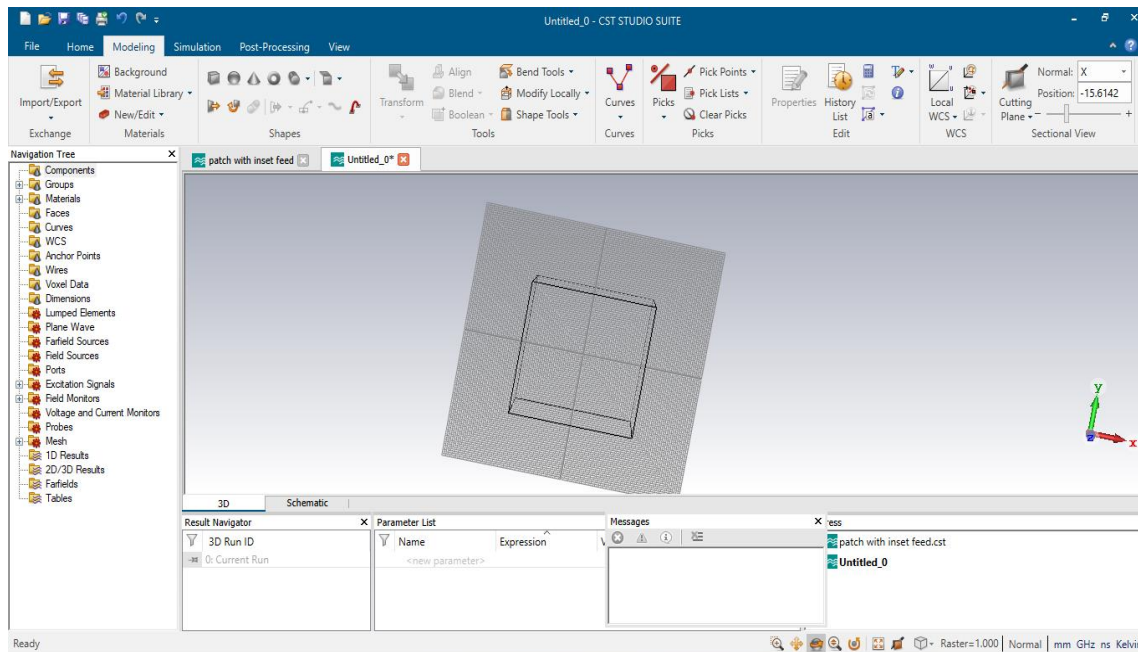 Untitled_0 - CST STUDIO SUITE
File Home Modeling Simulation Post-Processing View
Import/Export
Exchange
Background
Material Library
New/Edit
Materials
Shapes
Transform
Align
Blend
Boolean
Bend Tools
Modify Locally
Shape Tools
Tools
Curves
Curves
Picks
Pick Points
Pick Lists
Clear Picks
Picks
Properties
History List
Edit
Local WCS
WCS
Cutting Plane
Normal: X
Position: -15.6142
Sectional View
Navigation Tree
Components
Groups
Materials
Faces
Curves
WCS
Anchor Points
Wires
Voxel Data
Dimensions
Lumped Elements
Plane Wave
Farfield Sources
Field Sources
Ports
Excitation Signals
Field Monitors
Voltage and Current Monitors
Probes
Mesh
1D Results
2D/3D Results
Farfields
Tables
patch with inset feed
Untitled_0*
y
x
z
3D Schematic
Result Navigator
3D Run ID
0: Current Run
Parameter List
Name Expression V
<new parameter>
Messages
ress
patch with inset feed.cst
Untitled_0
Ready
Raster=1.000 Normal mm GHz ns Kelvin